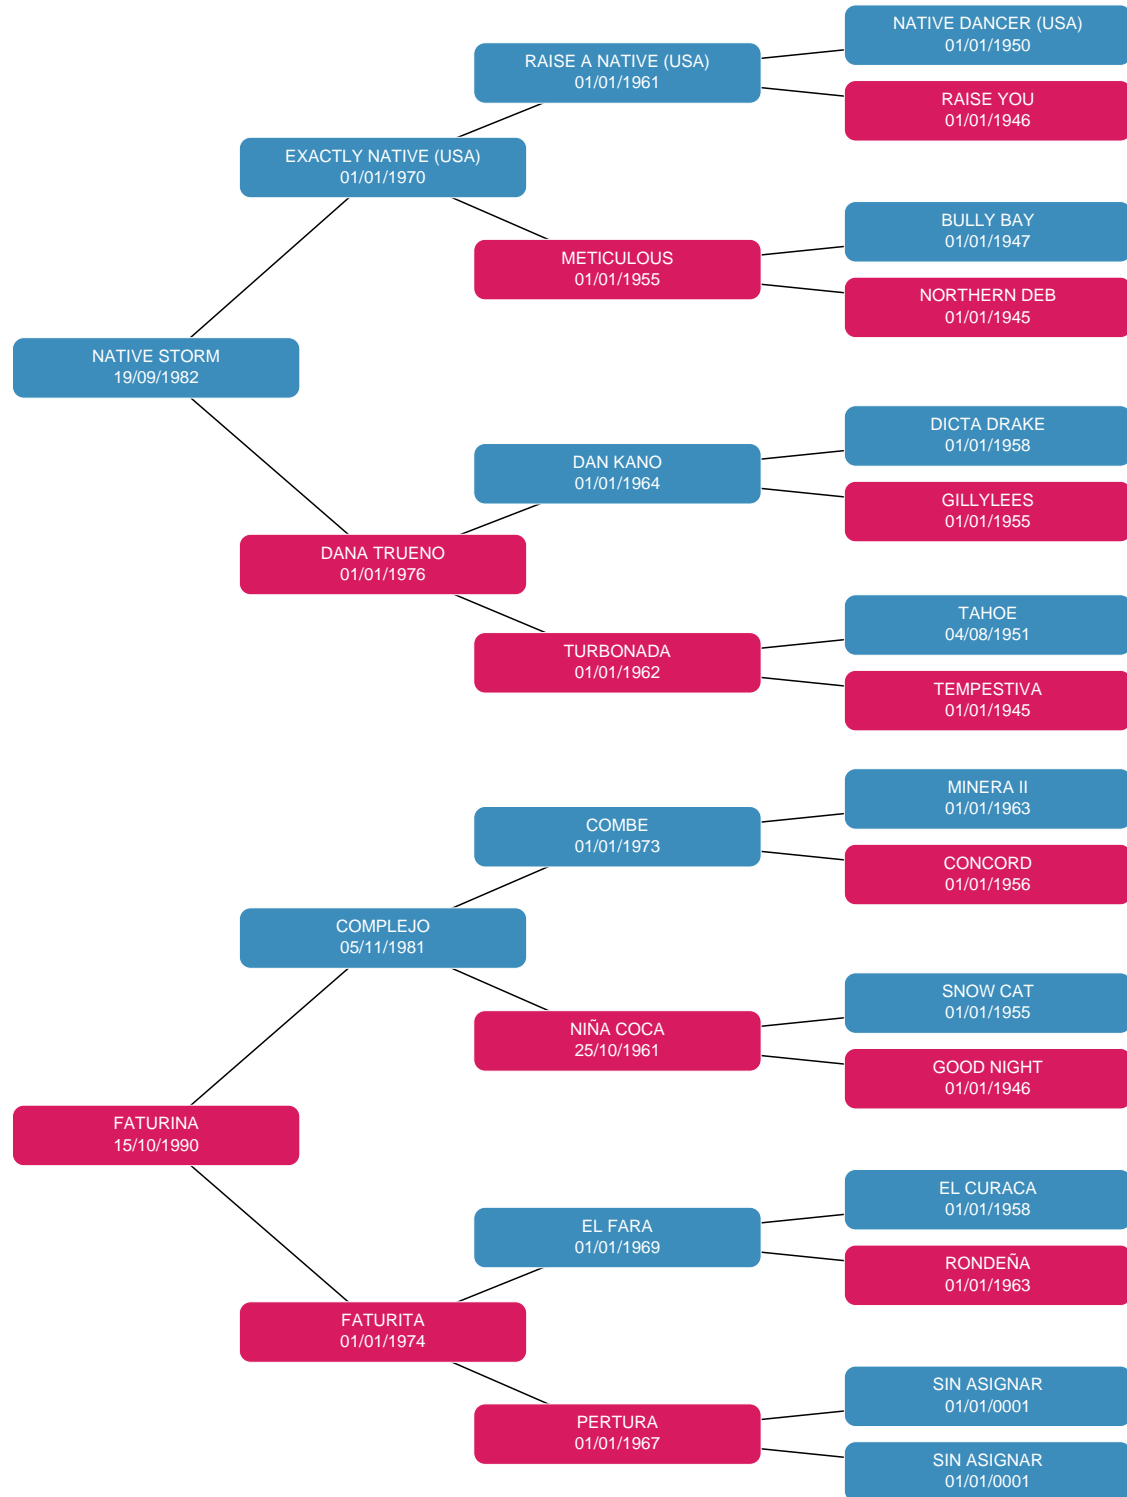 NATIVE DANCER (USA)
01/01/1950
RAISE A NATIVE (USA)
01/01/1961
RAISE YOU
01/01/1946
EXACTLY NATIVE (USA)
01/01/1970
BULLY BAY
01/01/1947
METICULOUS
01/01/1955
NORTHERN DEB
01/01/1945
NATIVE STORM
19/09/1982
DICTA DRAKE
01/01/1958
DAN KANO
01/01/1964
GILLYLEES
01/01/1955
DANA TRUENO
01/01/1976
TAHOE
04/08/1951
TURBONADA
01/01/1962
TEMPESTIVA
01/01/1945
MINERA II
01/01/1963
COMBE
01/01/1973
CONCORD
01/01/1956
COMPLEJO
05/11/1981
SNOW CAT
01/01/1955
NIÑA COCA
25/10/1961
GOOD NIGHT
01/01/1946
FATURINA
15/10/1990
EL CURACA
01/01/1958
EL FARA
01/01/1969
RONDEÑA
01/01/1963
FATURITA
01/01/1974
SIN ASIGNAR
01/01/0001
PERTURA
01/01/1967
SIN ASIGNAR
01/01/0001